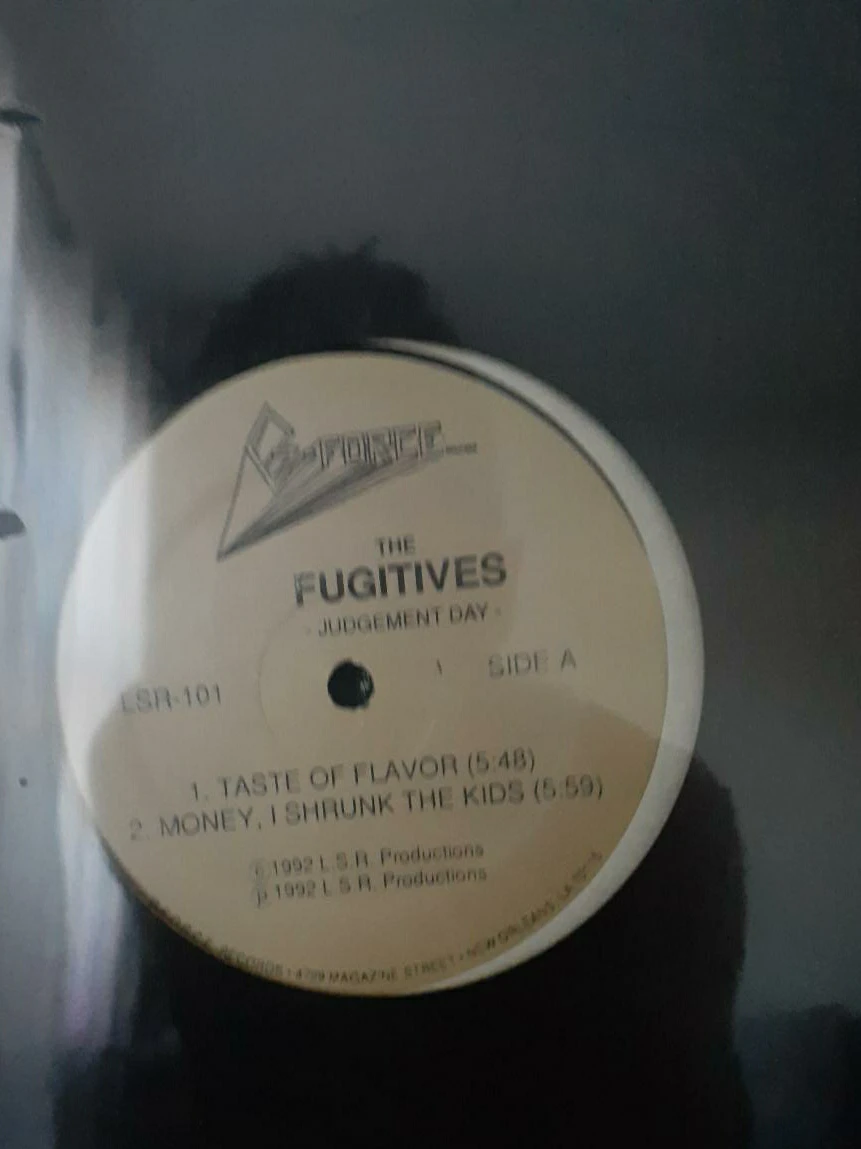 FORCE
THE
FUGITIVES
- JUDGEMENT DAY -
LSR-101
SIDE A
1. TASTE OF FLAVOR (5:48)
2. MONEY, I SHRUNK THE KIDS (5:59)
©1992 L.S.R. Productions
℗ 1992 L.S.R. Productions
RECORDS • MAGAZINE STREET • NEW ORLEANS, LA